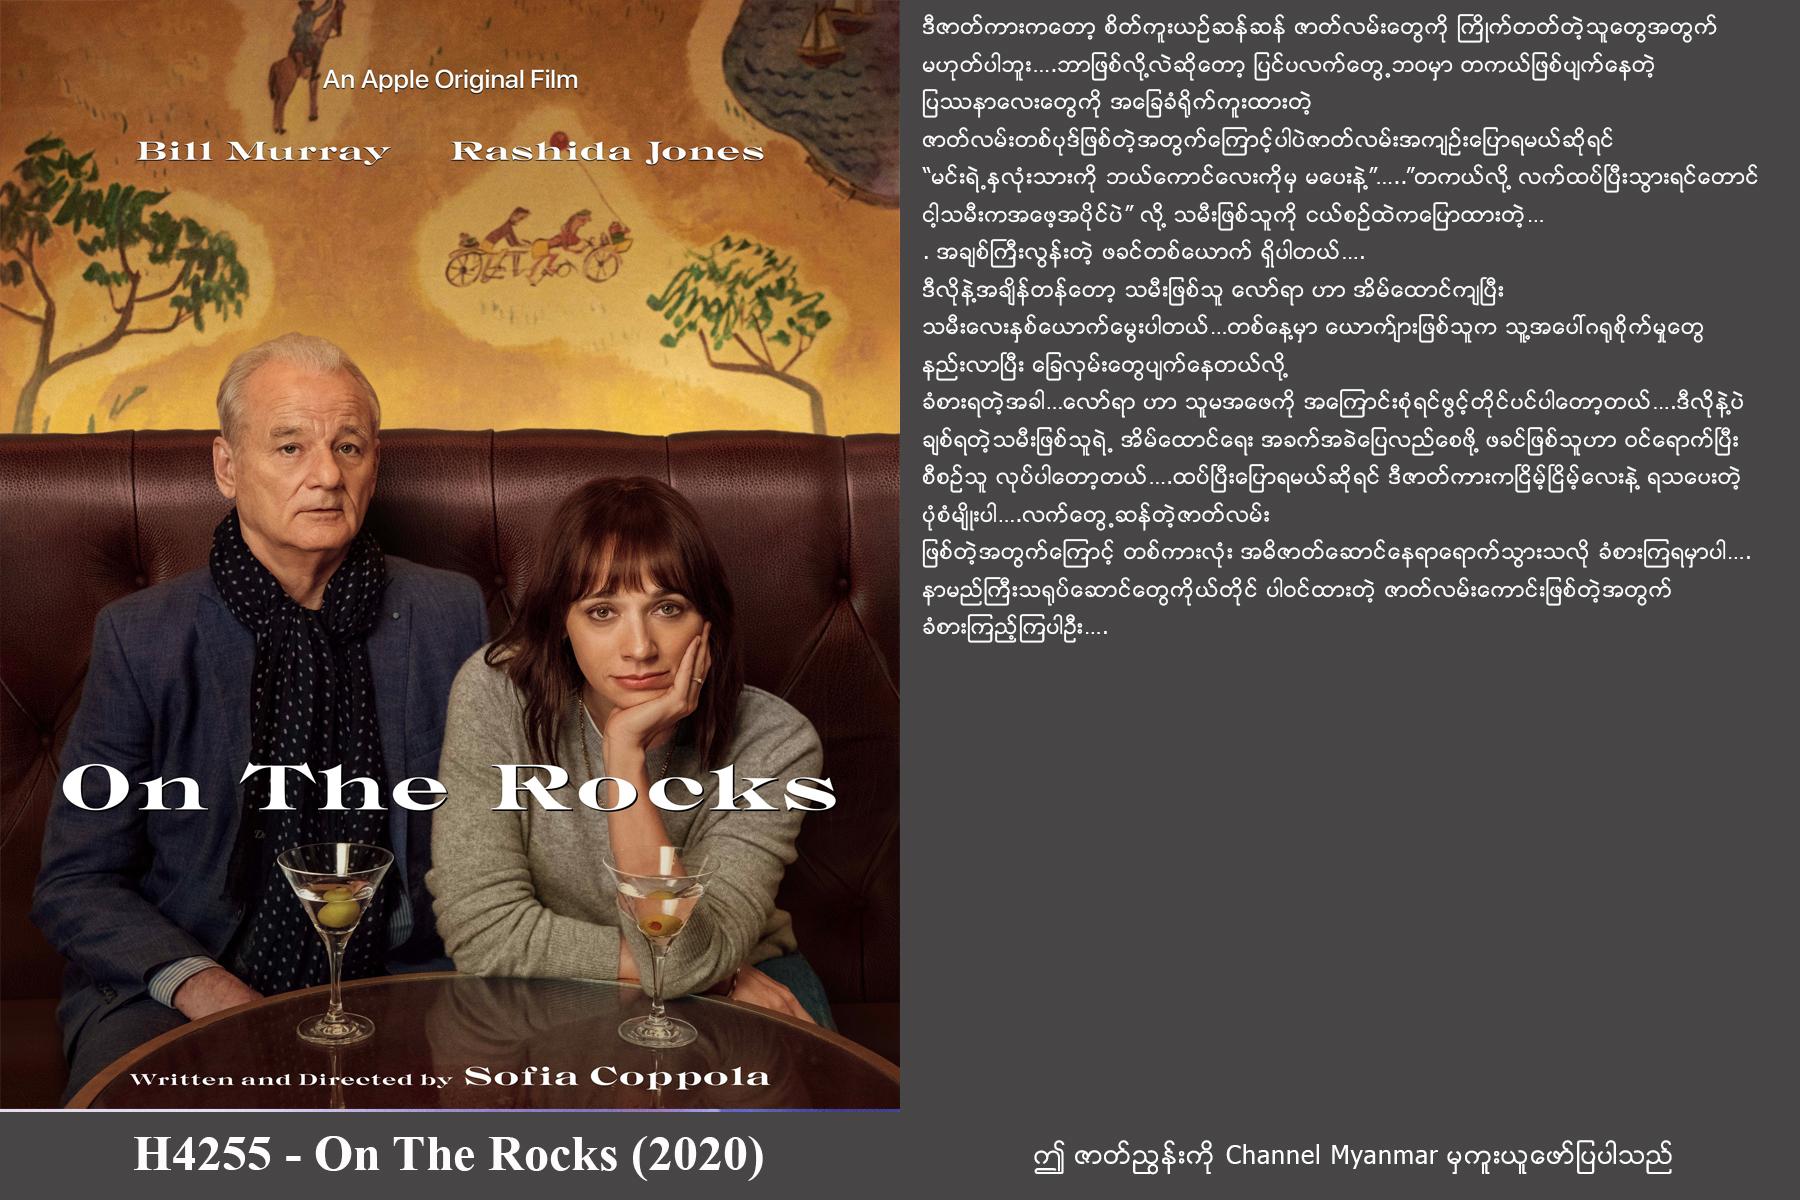 An Apple Original Film
Bill Murray Rashida Jones
On The Rocks
Written and Directed by Sofia Coppola
H4255 - On The Rocks (2020)
ဒီဇာတ်ကားကတော့ စိတ်ကူးယဉ်ဆန်ဆန် ဇာတ်လမ်းတွေကို ကြိုက်တတ်တဲ့သူတွေအတွက်
မဟုတ်ပါဘူး….ဘာဖြစ်လို့လဲဆိုတော့ ပြင်ပလက်တွေ့ဘဝမှာ တကယ်ဖြစ်ပျက်နေတဲ့
ပြဿနာလေးတွေကို အခြေခံရိုက်ကူးထားတဲ့
ဇာတ်လမ်းတစ်ပုဒ်ဖြစ်တဲ့အတွက်ကြောင့်ပါပဲဇာတ်လမ်းအကျဉ်းပြောရမယ်ဆိုရင်
“မင်းရဲ့နှလုံးသားကို ဘယ်ကောင်လေးကိုမှ မပေးနဲ့”…..”တကယ်လို့ လက်ထပ်ပြီးသွားရင်တောင်
ငါ့သမီးကအဖေ့အပိုင်ပဲ” လို့ သမီးဖြစ်သူကို ငယ်စဉ်ထဲကပြောထားတဲ့…
. အချစ်ကြီးလွန်းတဲ့ ဖခင်တစ်ယောက် ရှိပါတယ်….
ဒီလိုနဲ့အချိန်တန်တော့ သမီးဖြစ်သူ လော်ရာ ဟာ အိမ်ထောင်ကျပြီး
သမီးလေးနှစ်ယောက်မွေးပါတယ်…တစ်နေ့မှာ ယောက်ျားဖြစ်သူက သူ့အပေါ်ဂရုစိုက်မှုတွေ
နည်းလာပြီး ခြေလှမ်းတွေပျက်နေတယ်လို့
ခံစားရတဲ့အခါ…လော်ရာ ဟာ သူမအဖေကို အကြောင်းစုံရင်ဖွင့်တိုင်ပင်ပါတော့တယ်….ဒီလိုနဲ့ပဲ
ချစ်ရတဲ့သမီးဖြစ်သူရဲ့ အိမ်ထောင်ရေး အခက်အခဲပြေလည်စေဖို့ ဖခင်ဖြစ်သူဟာ ဝင်ရောက်ပြီး
စီစဉ်သူ လုပ်ပါတော့တယ်….ထပ်ပြီးပြောရမယ်ဆိုရင် ဒီဇာတ်ကားကငြိမ့်ငြိမ့်လေးနဲ့ ရသပေးတဲ့
ပုံစံမျိုးပါ….လက်တွေ့ဆန်တဲ့ဇာတ်လမ်း
ဖြစ်တဲ့အတွက်ကြောင့် တစ်ကားလုံး အဓိဇာတ်ဆောင်နေရာရောက်သွားသလို ခံစားကြရမှာပါ….
နာမည်ကြီးသရုပ်ဆောင်တွေကိုယ်တိုင် ပါဝင်ထားတဲ့ ဇာတ်လမ်းကောင်းဖြစ်တဲ့အတွက်
ခံစားကြည့်ကြပါဦး….
ဤ ဇာတ်ညွှန်းကို Channel Myanmar မှကူးယူဖော်ပြပါသည်